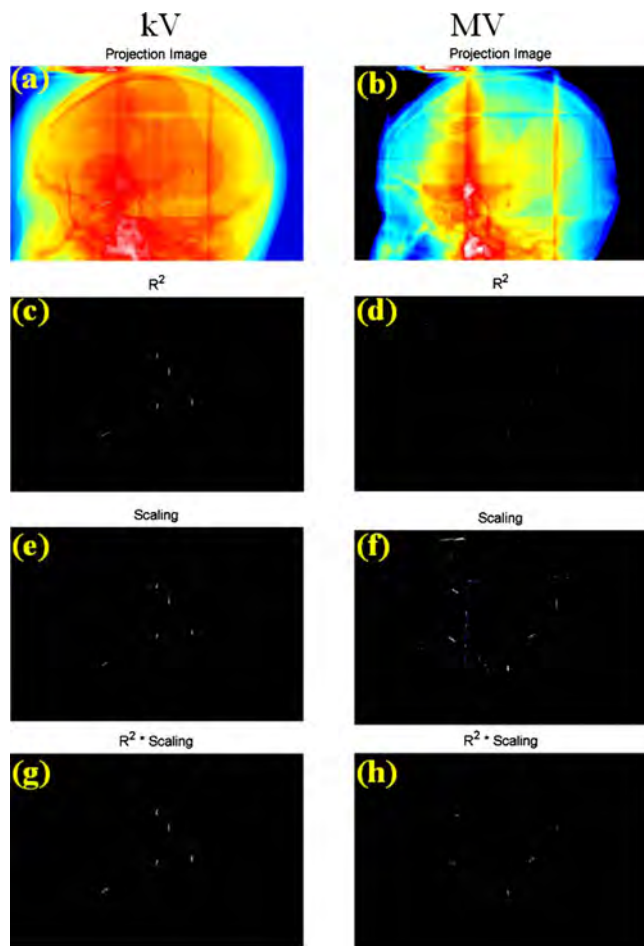 kV MV
Projection Image Projection Image
(a) (b)
R² R²
(c) (d)
Scaling Scaling
(e) (f)
R² * Scaling R² * Scaling
(g) (h)